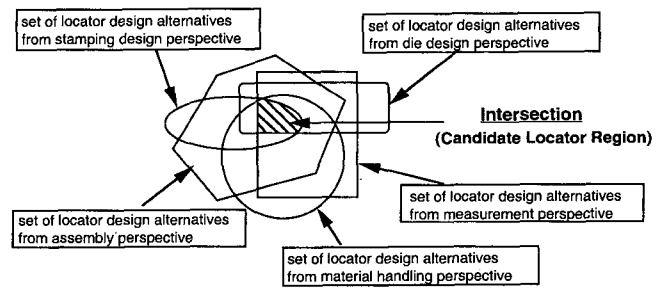 set of locator design alternatives
from stamping design perspective
set of locator design alternatives
from die design perspective
Intersection
(Candidate Locator Region)
set of locator design alternatives
from measurement perspective
set of locator design alternatives
from assembly perspective
set of locator design alternatives
from material handling perspective